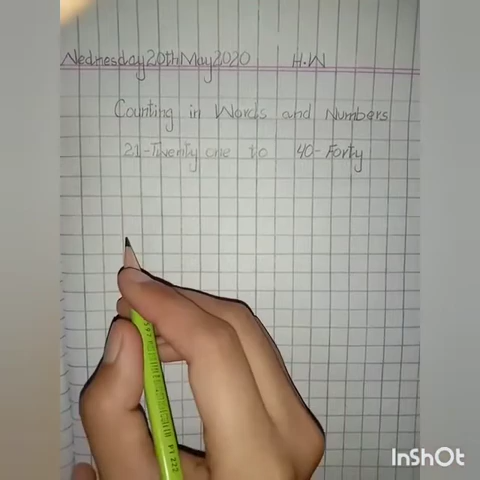 Wednesday 20th May 2020 H.W
Counting in Words and Numbers
21-Twenty one to 40-Forty
InShOt